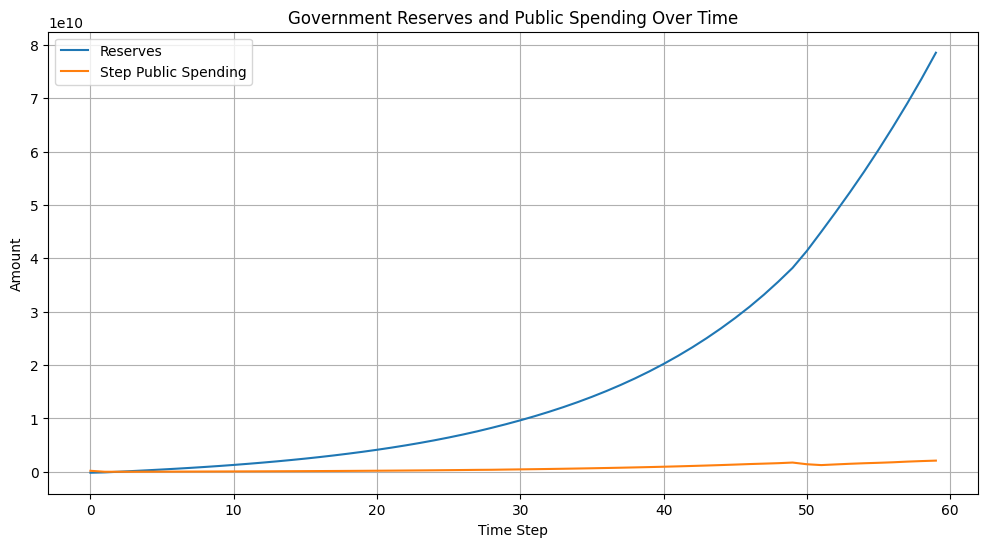 Government Reserves and Public Spending Over Time
1e10
Reserves
Step Public Spending
8
7
6
5
4
3
2
1
0
Amount
0 10 20 30 40 50 60
Time Step